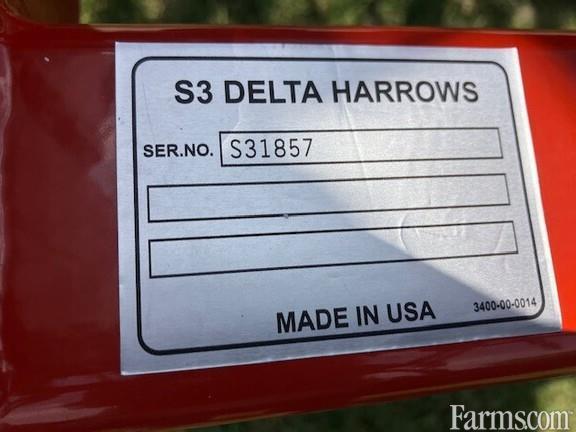 S3 DELTA HARROWS
SER.NO. S31857
MADE IN USA
3400-00-0014
Farms.com